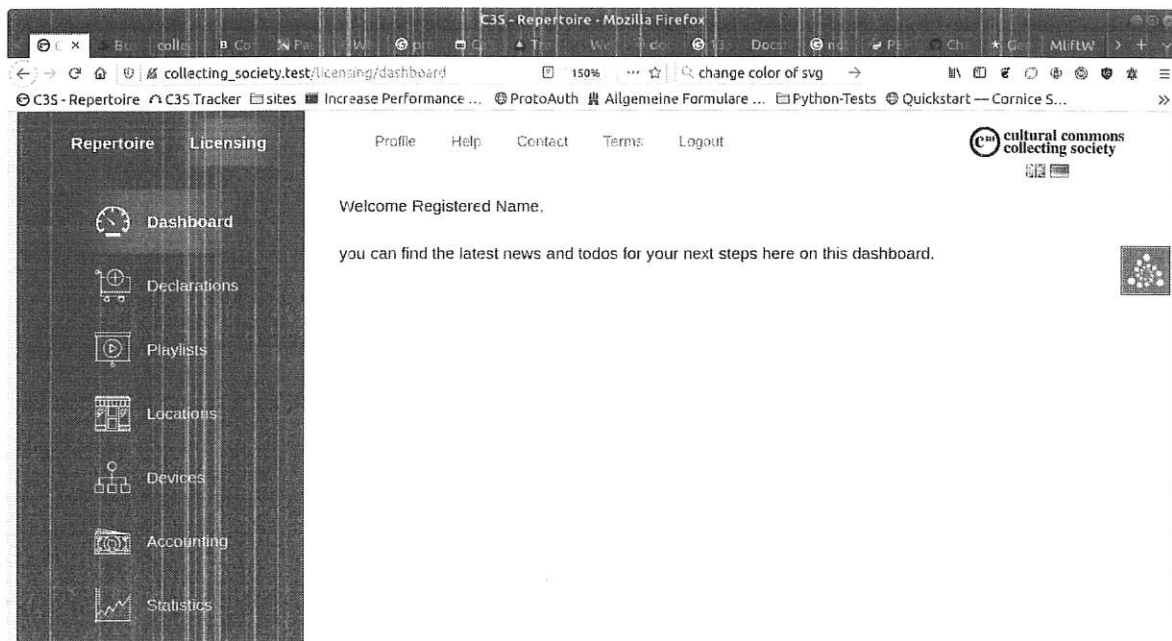 C3S - Repertoire - Mozilla Firefox
colle
Docu
MLIFLW
collecting_society.test/licensing/dashboard 150% change color of svg
C3S - Repertoire C3S Tracker sites Increase Performance ... ProtoAuth Allgemeine Formulare ... Python-Tests Quickstart — Cornice S...
Repertoire Licensing Profile Help Contact Terms Logout
cultural commons
collecting society
Dashboard
Welcome Registered Name,
you can find the latest news and todos for your next steps here on this dashboard.
Declarations
Playlists
Locations
Devices
Accounting
Statistics